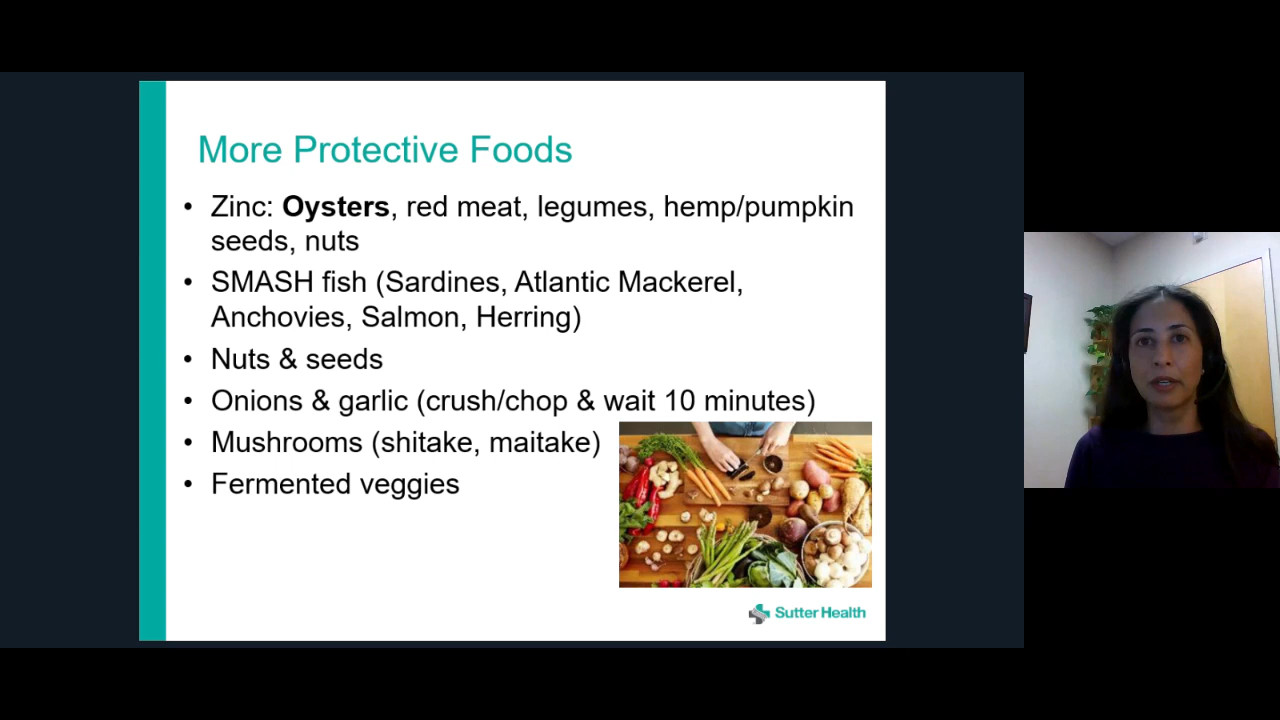 More Protective Foods
• Zinc: Oysters, red meat, legumes, hemp/pumpkin
seeds, nuts
• SMASH fish (Sardines, Atlantic Mackerel,
Anchovies, Salmon, Herring)
• Nuts & seeds
• Onions & garlic (crush/chop & wait 10 minutes)
• Mushrooms (shitake, maitake)
• Fermented veggies
Sutter Health